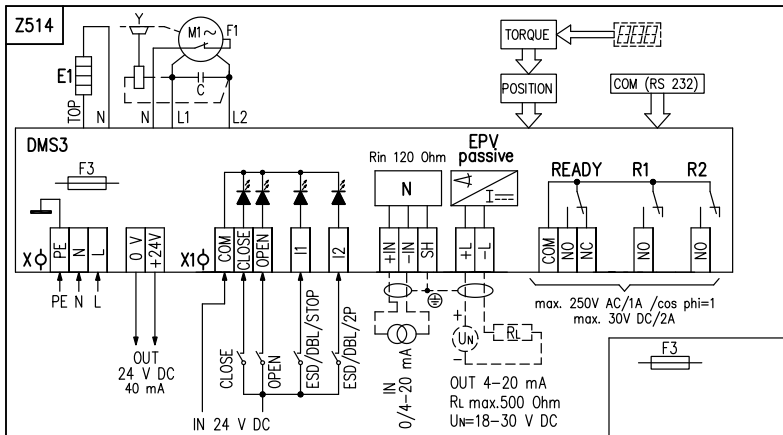 Z514
Y
M1
F1
E1
C
TOP
N
N
L1
L2
TORQUE
POSITION
COM (RS 232)
DMS3
F3
Rin 120 Ohm
N
EPV
passive
I
READY
R1
R2
X
PE
N
L
0 V
+24V
X1
COM
CLOSE
OPEN
I1
I2
+IN
-IN
SH
+L
-L
COM
NO
NC
NO
NO
PE N L
OUT
24 V DC
40 mA
CLOSE
OPEN
ESD/DBL/STOP
ESD/DBL/2P
IN 24 V DC
IN
0/4-20 mA
+
UN
-
RL
OUT 4-20 mA
RL max.500 Ohm
UN=18-30 V DC
max. 250V AC/1A /cos phi=1
max. 30V DC/2A
F3